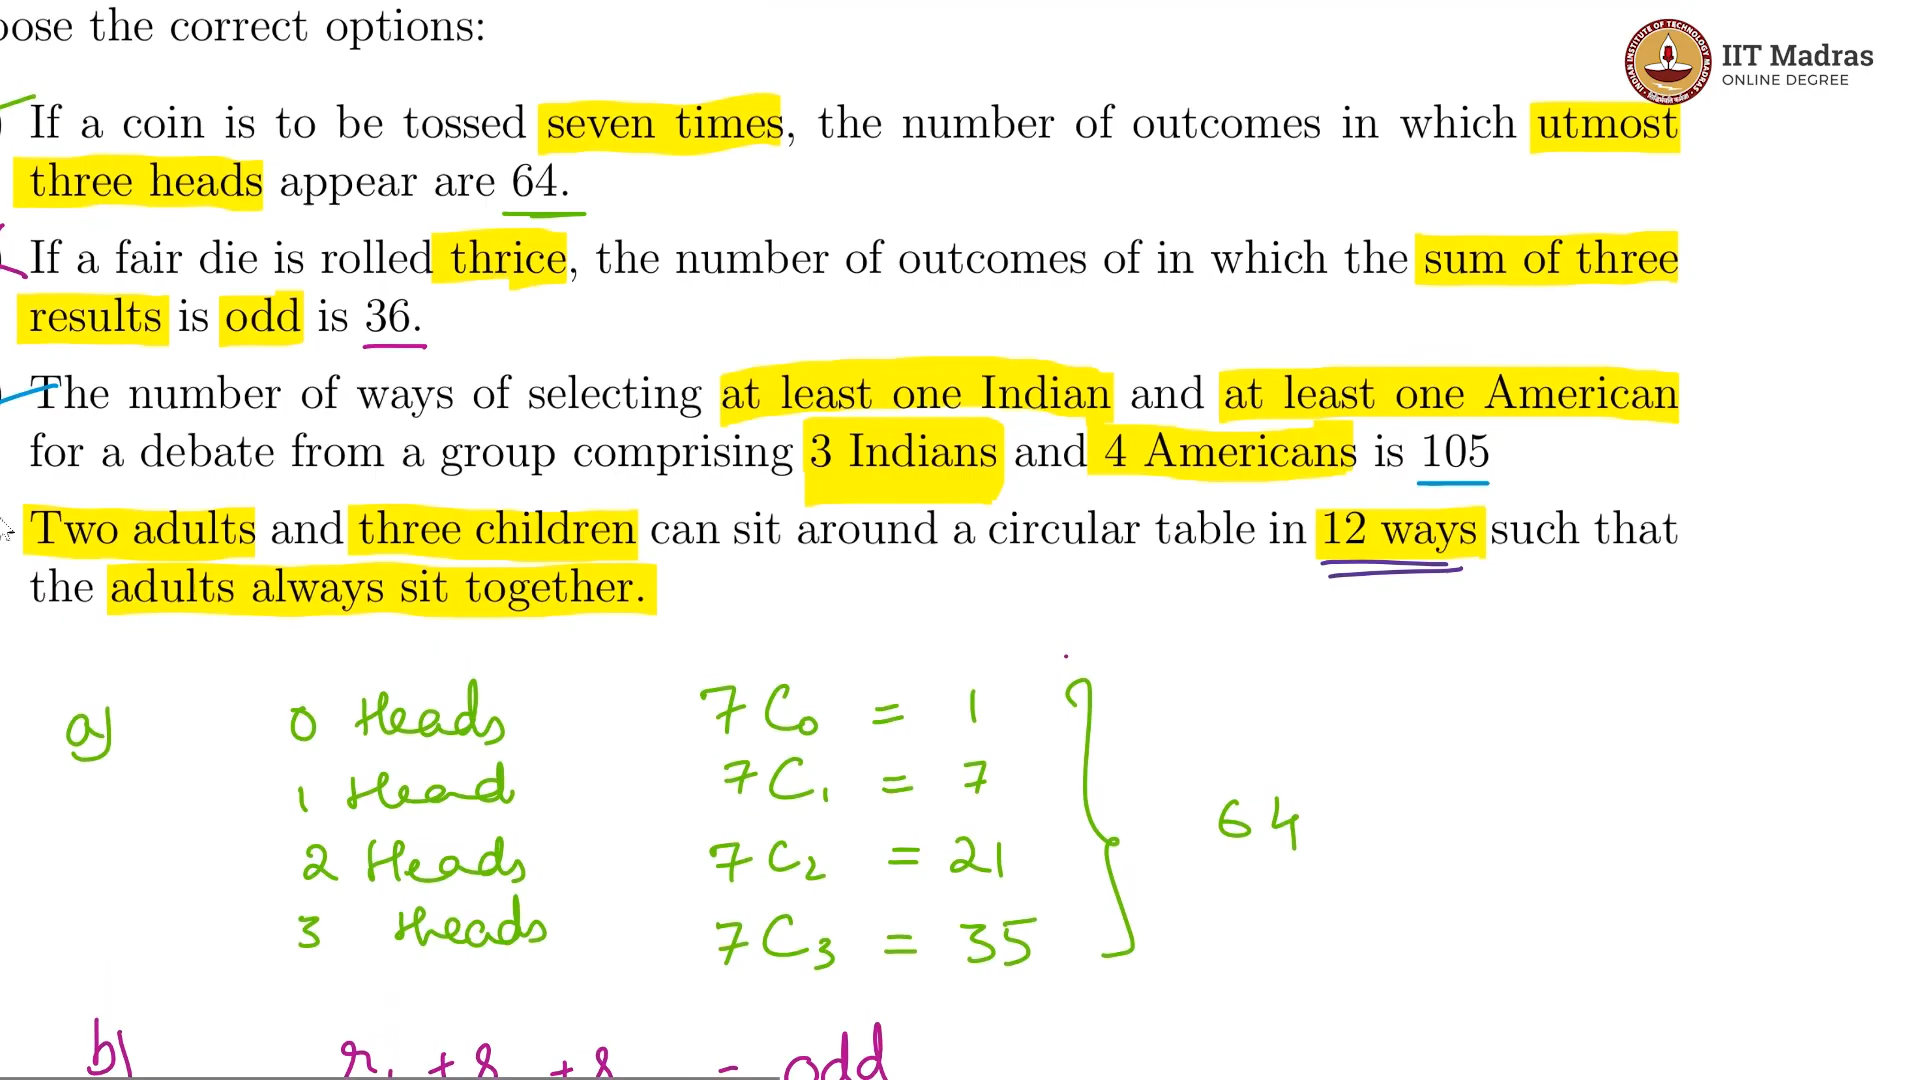 oose the correct options:
IIT Madras
ONLINE DEGREE
If a coin is to be tossed seven times, the number of outcomes in which utmost
three heads appear are 64.
If a fair die is rolled thrice, the number of outcomes of in which the sum of three
results is odd is 36.
The number of ways of selecting at least one Indian and at least one American
for a debate from a group comprising 3 Indians and 4 Americans is 105
Two adults and three children can sit around a circular table in 12 ways such that
the adults always sit together.
a) 0 Heads 7C0 = 1
1 Head 7C1 = 7
2 Heads 7C2 = 21
64
3 Heads 7C3 = 35
b) = odd